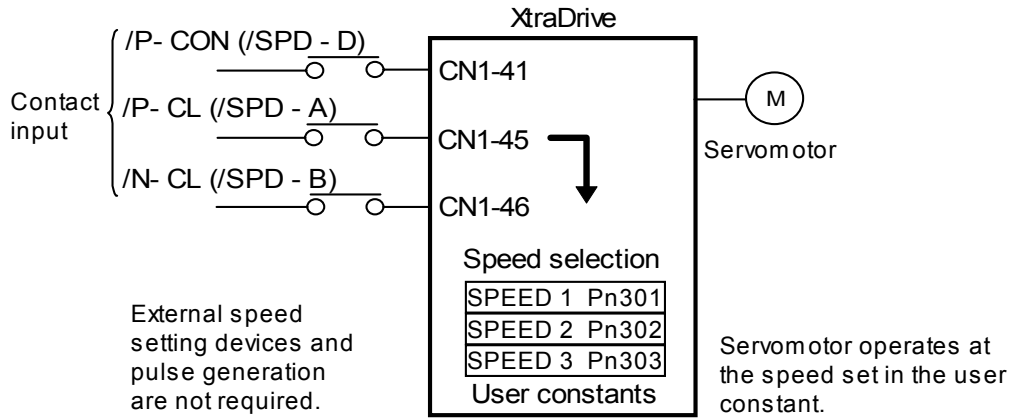 XtraDrive
Contact
input
/P- CON (/SPD - D)
CN1-41
/P- CL (/SPD - A)
CN1-45
/N- CL (/SPD - B)
CN1-46
M
Servomotor
Speed selection
SPEED 1 Pn301
SPEED 2 Pn302
SPEED 3 Pn303
User constants
External speed
setting devices and
pulse generation
are not required.
Servomotor operates at
the speed set in the user
constant.